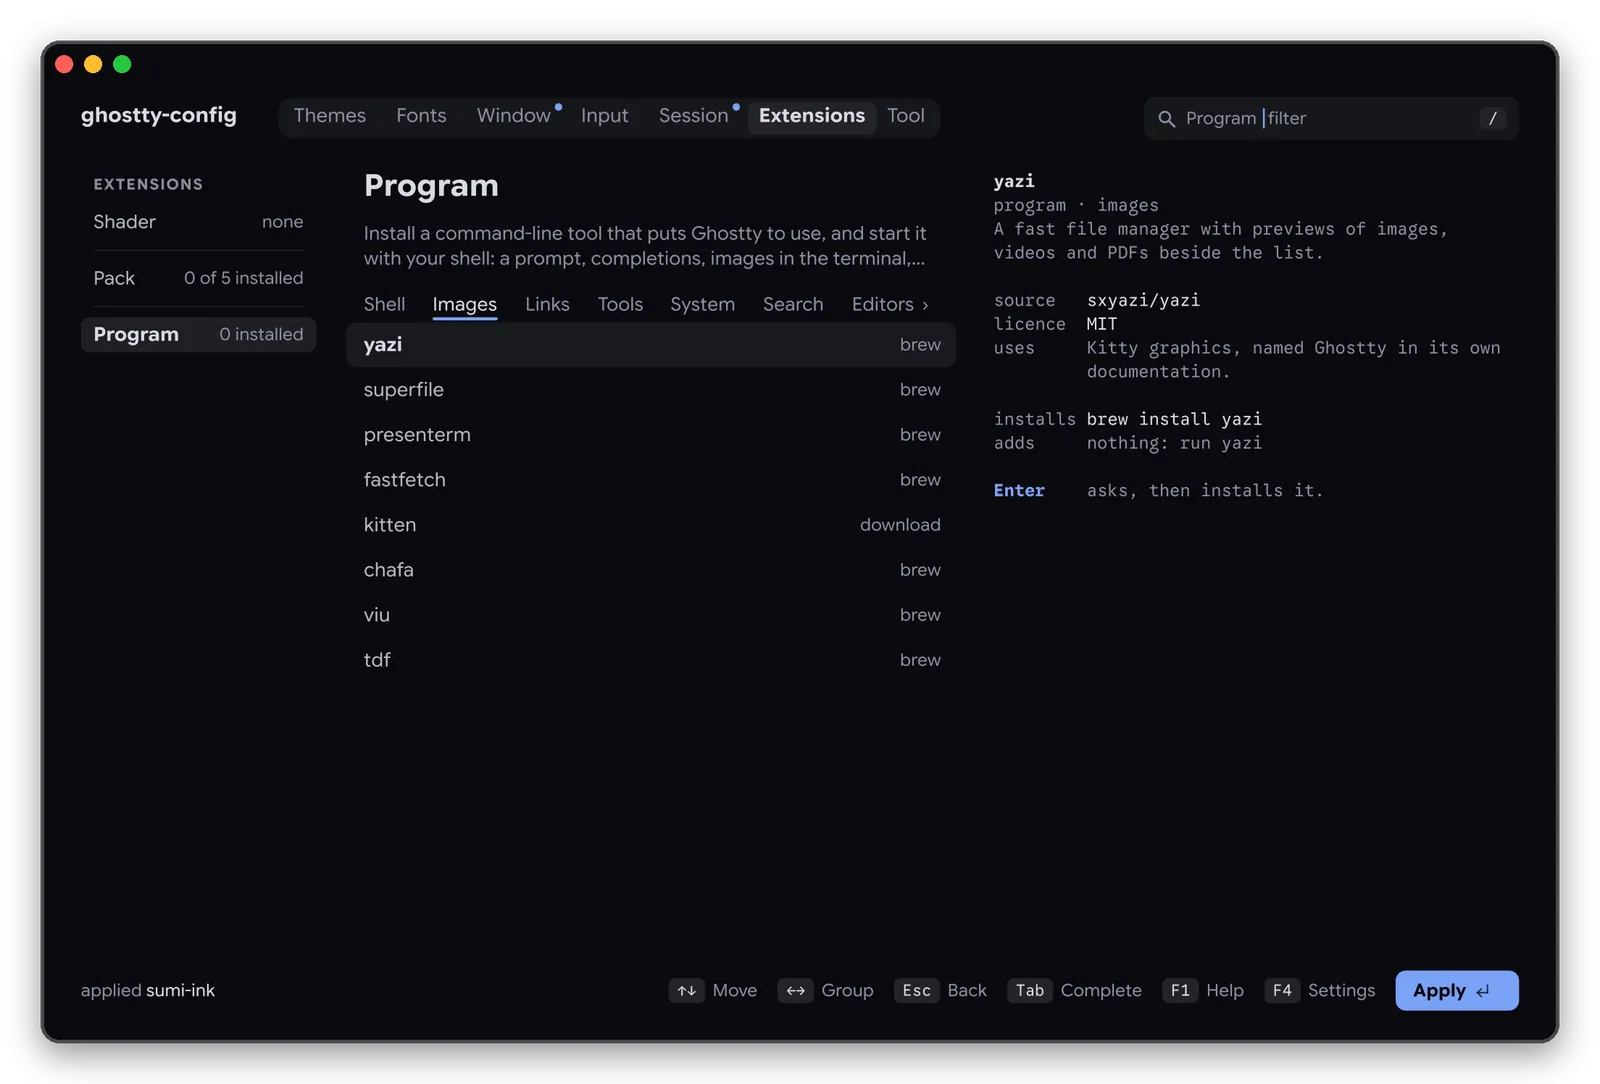 ghostty-config
Themes Fonts Window Input Session Extensions Tool
Program filter /
EXTENSIONS
Shader none
Pack 0 of 5 installed
Program 0 installed
Program
Install a command-line tool that puts Ghostty to use, and start it
with your shell: a prompt, completions, images in the terminal,...
Shell Images Links Tools System Search Editors ›
yazi brew
superfile brew
presenterm brew
fastfetch brew
kitten download
chafa brew
viu brew
tdf brew
yazi
program · images
A fast file manager with previews of images,
videos and PDFs beside the list.
source sxyazi/yazi
licence MIT
uses Kitty graphics, named Ghostty in its own
documentation.
installs brew install yazi
adds nothing: run yazi
Enter asks, then installs it.
applied sumi-ink
↑↓ Move ↔ Group Esc Back Tab Complete F1 Help F4 Settings Apply ↵